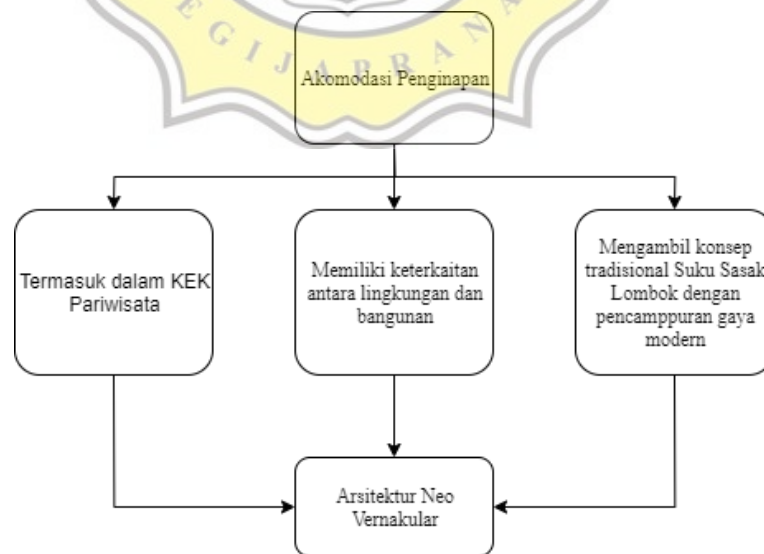 EGIJAPRANA
Akomodasi Penginapan
Termasuk dalam KEK
Pariwisata
Memiliki keterkaitan
antara lingkungan dan
bangunan
Mengambil konsep
tradisional Suku Sasak
Lombok dengan
pencamppuran gaya
modern
Arsitektur Neo
Vernakular